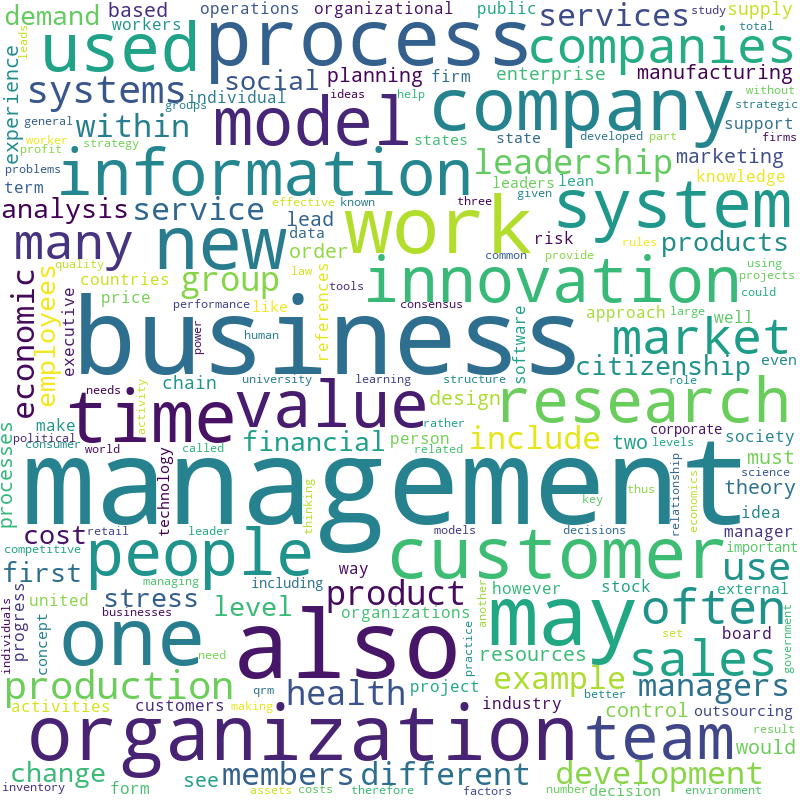 demand based operations organizational public services study supply
workers process companies total
used leads
systems social planning firm enterprise manufacturing
experience groups individual ideas help without
within general model company strategic
states state developed part support firms
worker strategy
profit
problems information leadership marketing
term leaders lean knowledge
analysis service effective known three given system
many new lead work risk rules products
data order common provide
quality law tools using
countries group innovation projects
economic employees price performance like consensus approach large could
executive references power human business software market well
needs chain university learning structure citizenship even
activity role
make time value design research
political rather corporate
consumer world called financial person include two levels society
processes related must
technology management relationship science economics theory
thinking key thus idea
cost retail leader models decisions manager
competitive people customer important
first managing including way use
united stress product however stock external
individuals progress businesses level organizations another may often
concept one also practice set board government
need resources sales
production qrm health project example better managers
activities customers making industry control outsourcing
organization team would result
change see members different development
form therefore number decision environment
inventory assets costs factors